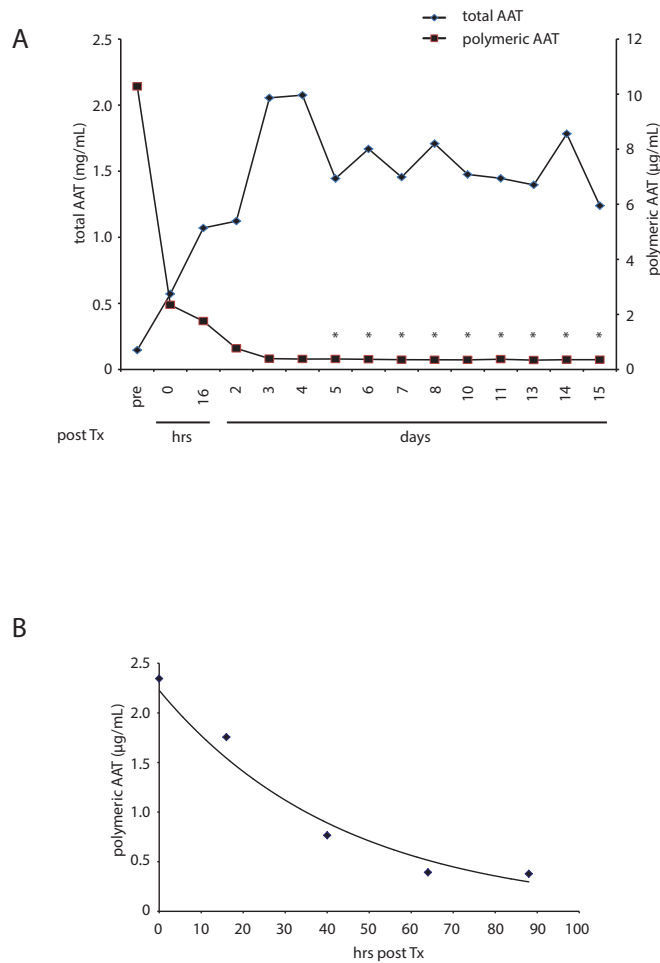 A
total AAT
polymeric AAT
total AAT (mg/mL)
2.5
2.0
1.5
1.0
0.5
0
polymeric AAT (µg/mL)
12
10
8
6
4
2
0
* * * * * * * * *
pre 0 16 2 3 4 5 6 7 8 10 11 13 14 15
post Tx hrs days
B
polymeric AAT (µg/mL)
2.5
2.0
1.5
1.0
0.5
0
0 10 20 30 40 50 60 70 80 90 100
hrs post Tx